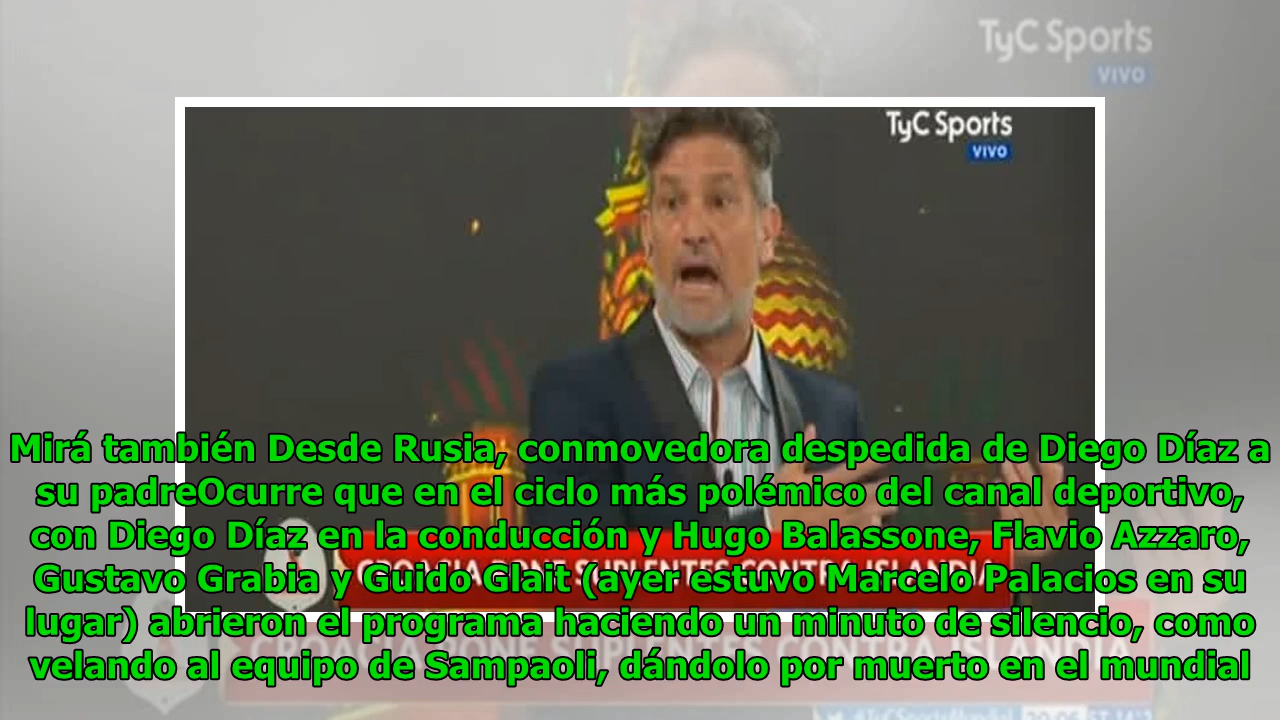 TyC Sports
VIVO
TyC Sports
VIVO
Mirá también Desde Rusia, conmovedora despedida de Diego Díaz a
su padreOcurre que en el ciclo más polémico del canal deportivo,
con Diego Díaz en la conducción y Hugo Balassone, Flavio Azzaro,
Gustavo Grabia y Guido Glait (ayer estuvo Marcelo Palacios en su
lugar) abrieron el programa haciendo un minuto de silencio, como
velando al equipo de Sampaoli, dándolo por muerto en el mundial
SUPLENTES CONTRA ISLANDIA